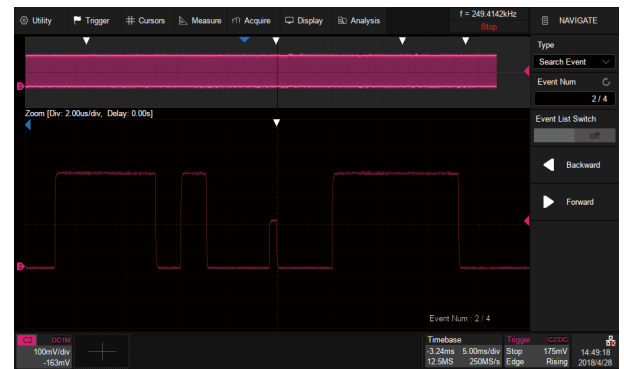 Utility Trigger Cursors Measure Acquire Display Analysis f = 249.4142kHz Stop NAVIGATE
Type
Search Event
Event Num
2 / 4
Event List Switch
off
Backward
Forward
Zoom [Div: 2.00us/div, Delay: 0.00s]
Event Num : 2 / 4
C2 DC1M
100mV/div
-163mV
Timebase
-3.24ms 5.00ms/div
12.5MS 250MS/s
Trigger C2 DC
Stop 175mV
Edge Rising
14:49:18
2018/4/28